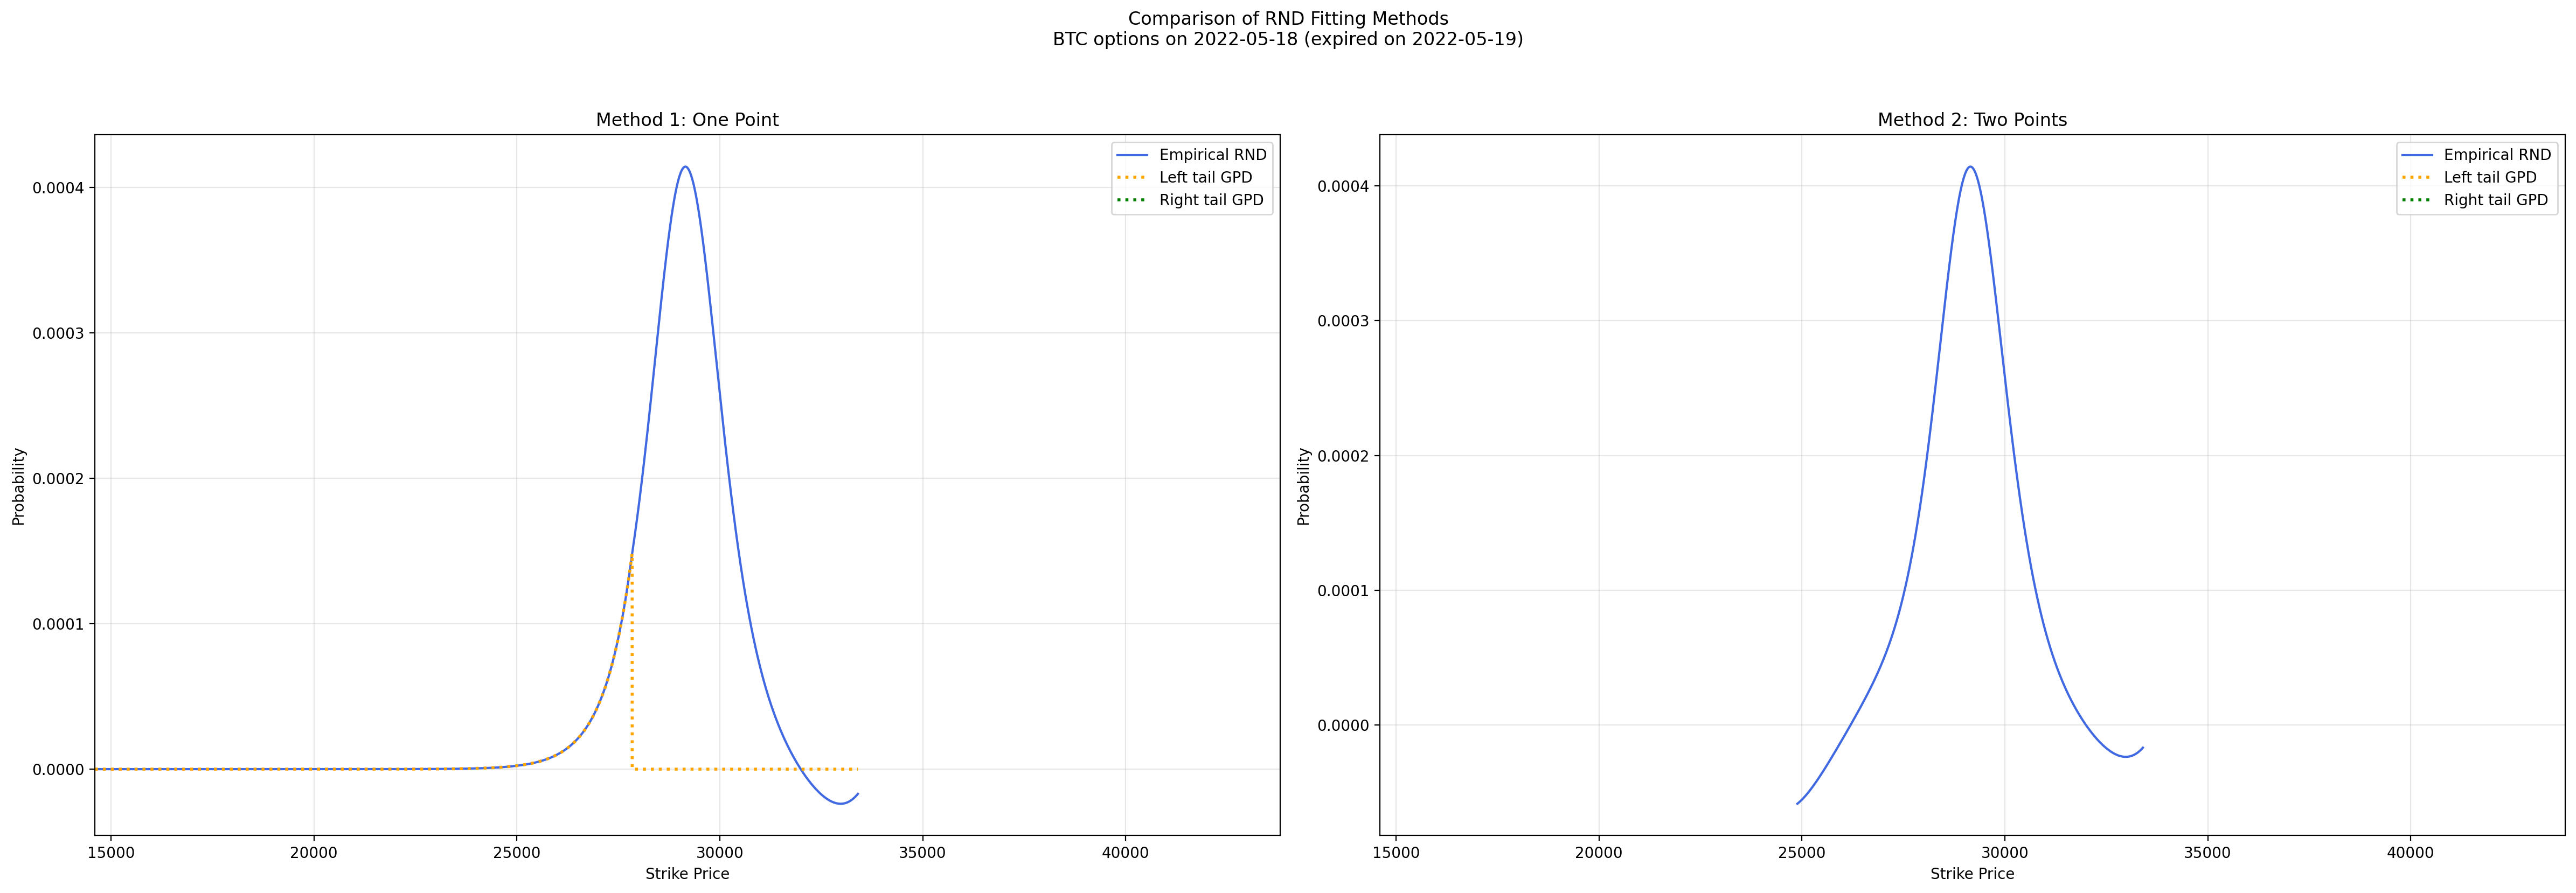 Comparison of RND Fitting Methods
BTC options on 2022-05-18 (expired on 2022-05-19)
Method 1: One Point
Empirical RND
Left tail GPD
Right tail GPD
Probability
0.0004
0.0003
0.0002
0.0001
0.0000
15000
20000
25000
30000
35000
40000
Strike Price
Method 2: Two Points
Empirical RND
Left tail GPD
Right tail GPD
Probability
0.0004
0.0003
0.0002
0.0001
0.0000
15000
20000
25000
30000
35000
40000
Strike Price